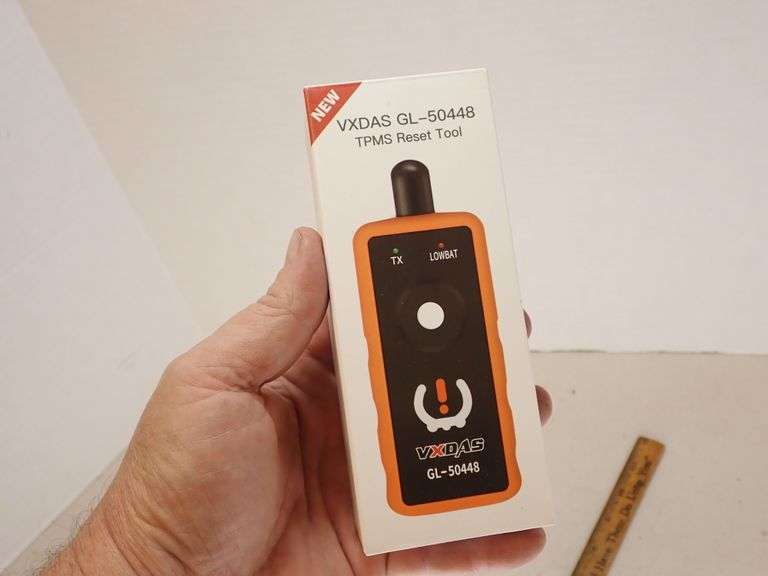 NEW
VXDAS GL-50448
TPMS Reset Tool
TX
LOWBAT
VXDAS
GL-50448